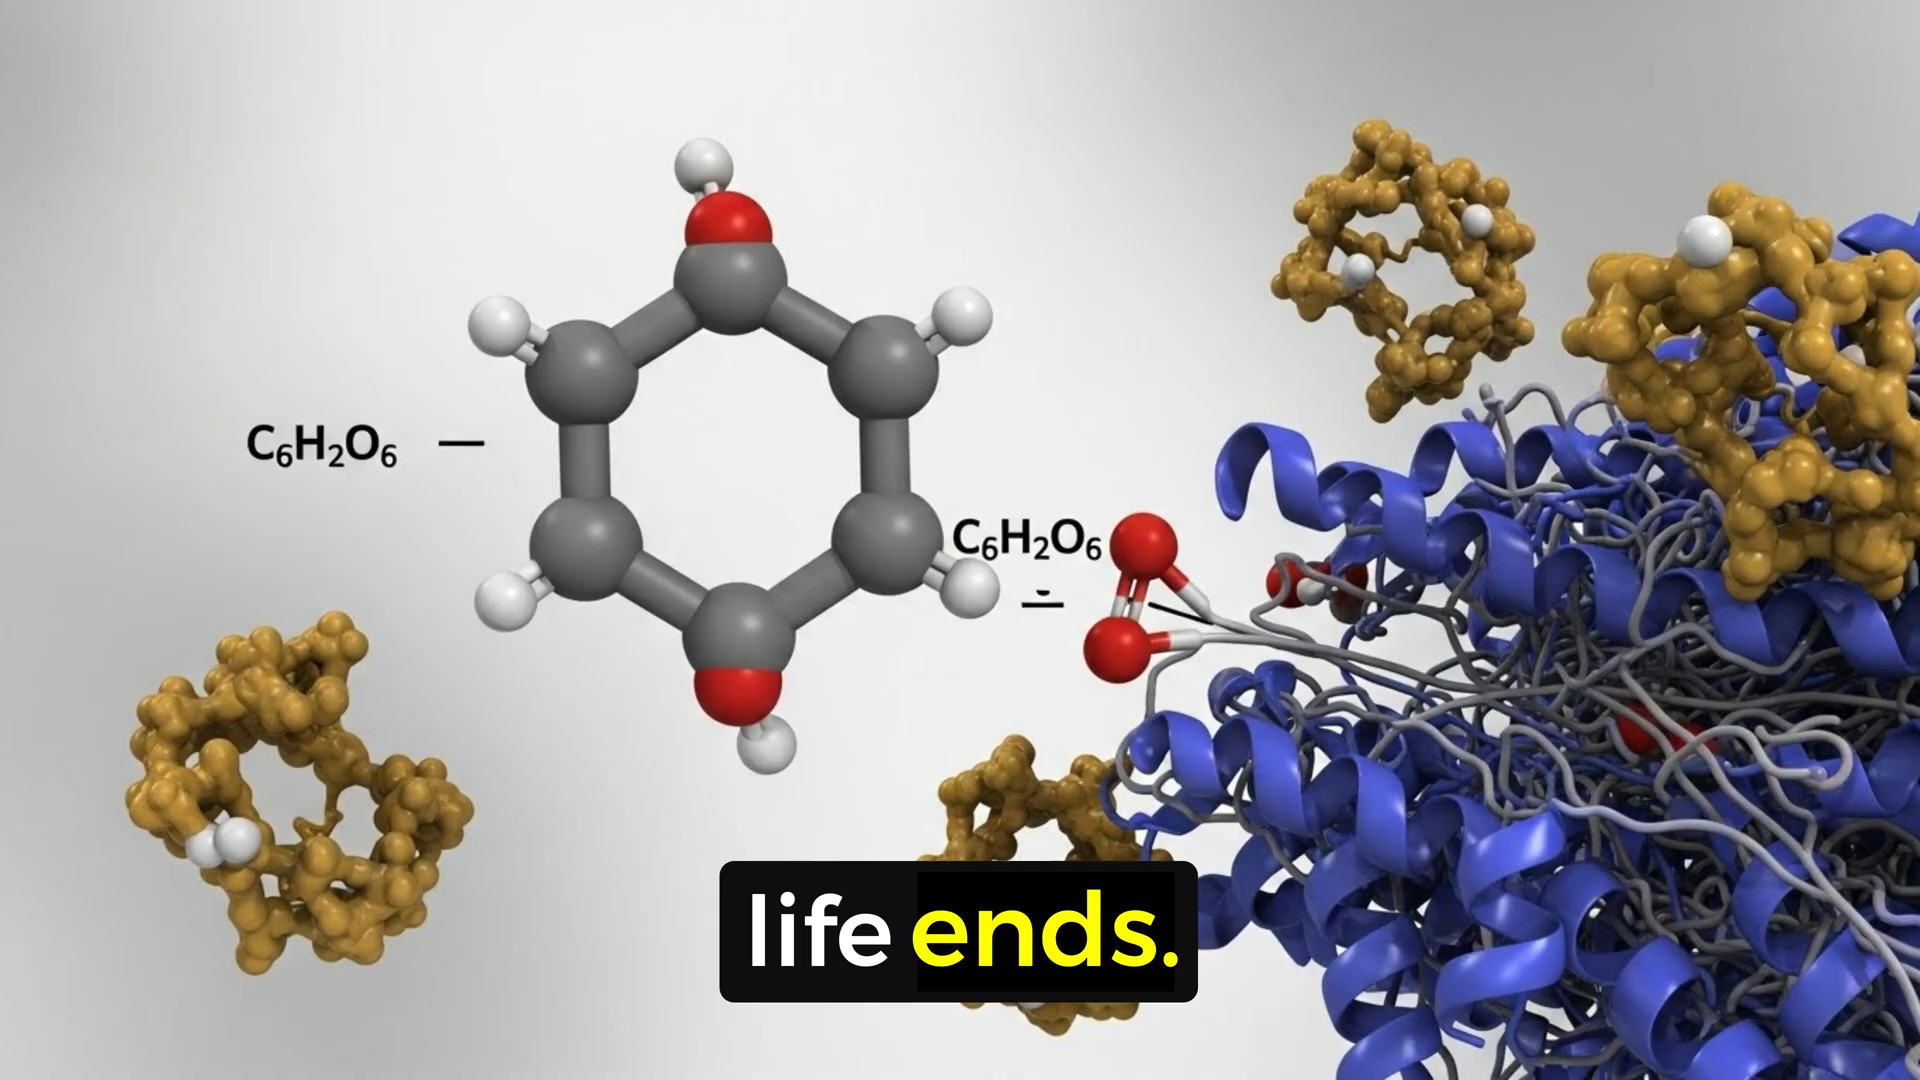 C₆H₂O₆ —
C₆H₂O₆
life ends.